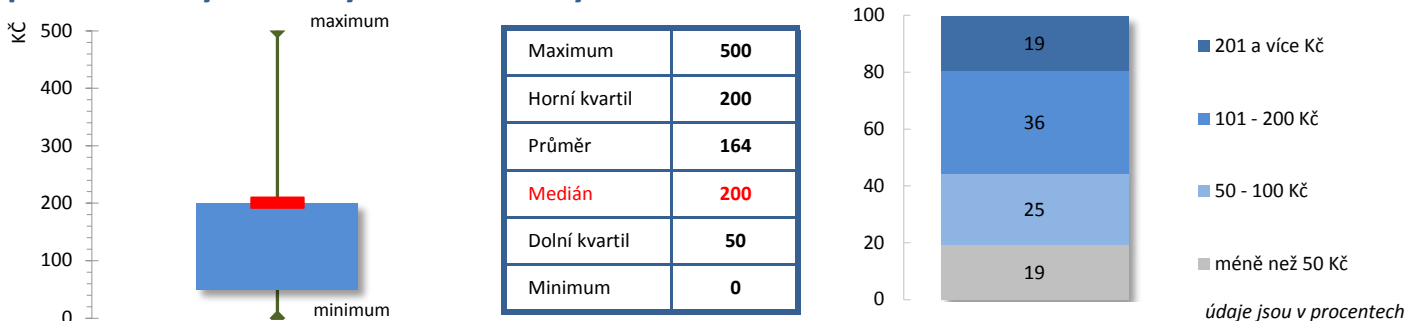 KČ
maximum
500
400
300
200
100
0
minimum
Maximum 500
Horní kvartil 200
Průměr 164
Medián 200
Dolní kvartil 50
Minimum 0
100
80
60
40
20
0
19
36
25
19
201 a více Kč
101 - 200 Kč
50 - 100 Kč
méně než 50 Kč
údaje jsou v procentech